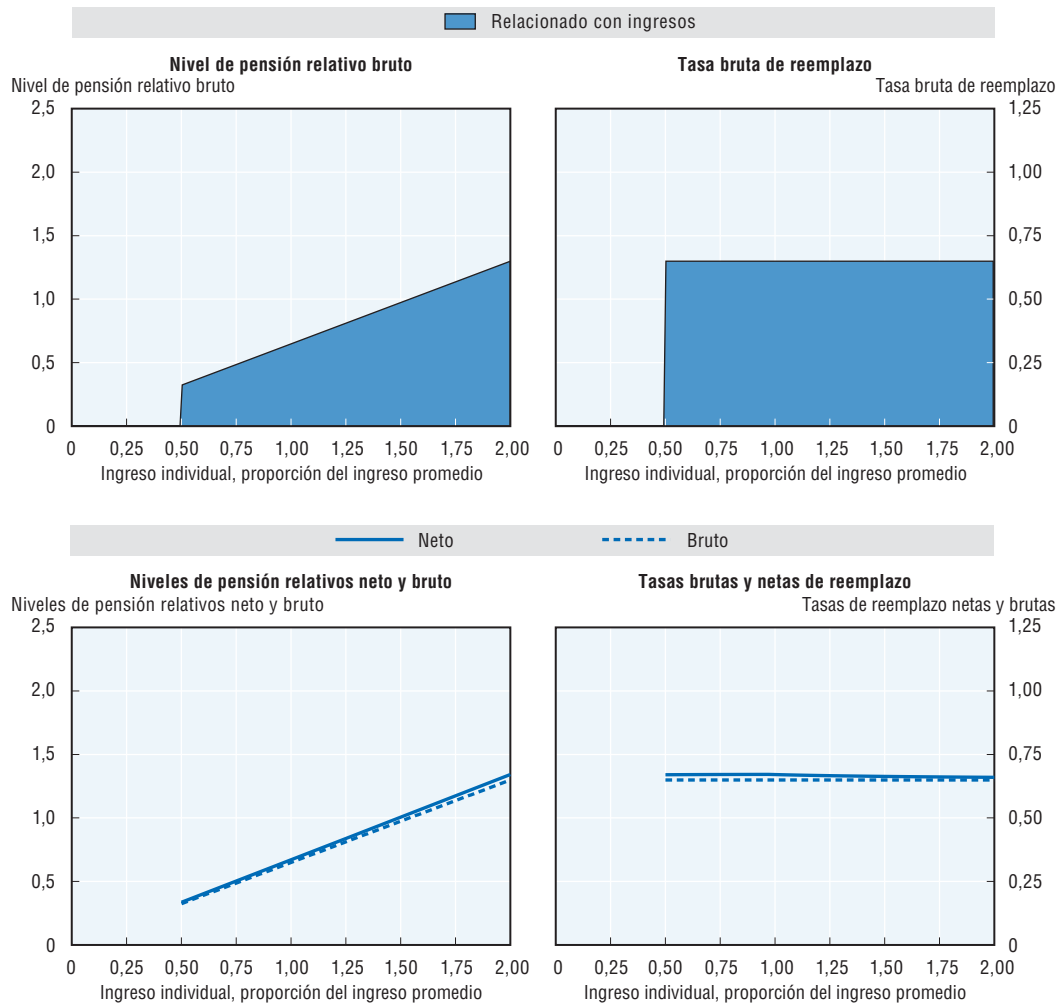 Relacionado con ingresos
Nivel de pensión relativo bruto
Nivel de pensión relativo bruto
2,5
2,0
1,5
1,0
0,5
0
0 0,25 0,50 0,75 1,00 1,25 1,50 1,75 2,00
Ingreso individual, proporción del ingreso promedio
Tasa bruta de reemplazo
Tasa bruta de reemplazo
1,25
1,00
0,75
0,50
0,25
0
0 0,25 0,50 0,75 1,00 1,25 1,50 1,75 2,00
Ingreso individual, proporción del ingreso promedio
Neto
Bruto
Niveles de pensión relativos neto y bruto
Niveles de pensión relativos neto y bruto
2,5
2,0
1,5
1,0
0,5
0
0 0,25 0,50 0,75 1,00 1,25 1,50 1,75 2,00
Ingreso individual, proporción del ingreso promedio
Tasas brutas y netas de reemplazo
Tasas de reemplazo netas y brutas
1,25
1,00
0,75
0,50
0,25
0
0 0,25 0,50 0,75 1,00 1,25 1,50 1,75 2,00
Ingreso individual, proporción del ingreso promedio